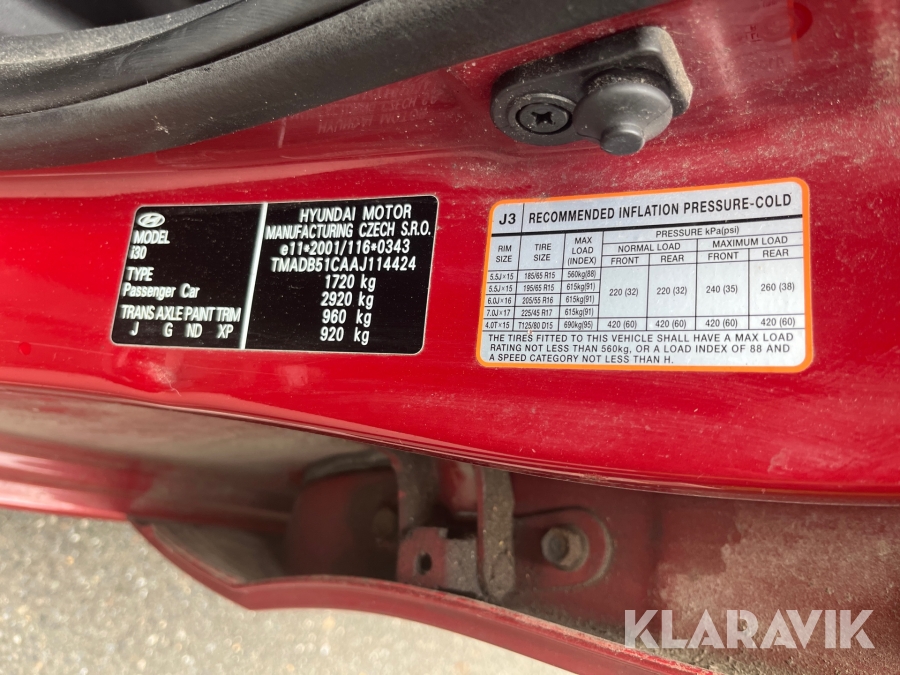 MODEL
i30
TYPE
Passenger Car
TRANS AXLE PAINT TRIM
J G ND XP
HYUNDAI MOTOR
MANUFACTURING CZECH S.R.O.
e11*2001/116*0343
TMADB51CAAJ114424
1720 kg
2920 kg
960 kg
920 kg
J3 RECOMMENDED INFLATION PRESSURE-COLD
RIM SIZE TIRE SIZE MAX LOAD (INDEX) PRESSURE kPa(psi)
NORMAL LOAD MAXIMUM LOAD
FRONT REAR FRONT REAR
5.5J×15 185/65 R15 560kg(88)
5.5J×15 195/65 R15 615kg(91)
6.0J×16 205/55 R16 615kg(91)
7.0J×17 225/45 R17 615kg(91)
220 (32) 220 (32) 240 (35) 260 (38)
4.0T×15 T125/80 D15 690kg(95) 420 (60) 420 (60) 420 (60) 420 (60)
THE TIRES FITTED TO THIS VEHICLE SHALL HAVE A MAX LOAD
RATING NOT LESS THAN 560kg, OR A LOAD INDEX OF 88 AND
A SPEED CATEGORY NOT LESS THAN H.
KLARAVIK